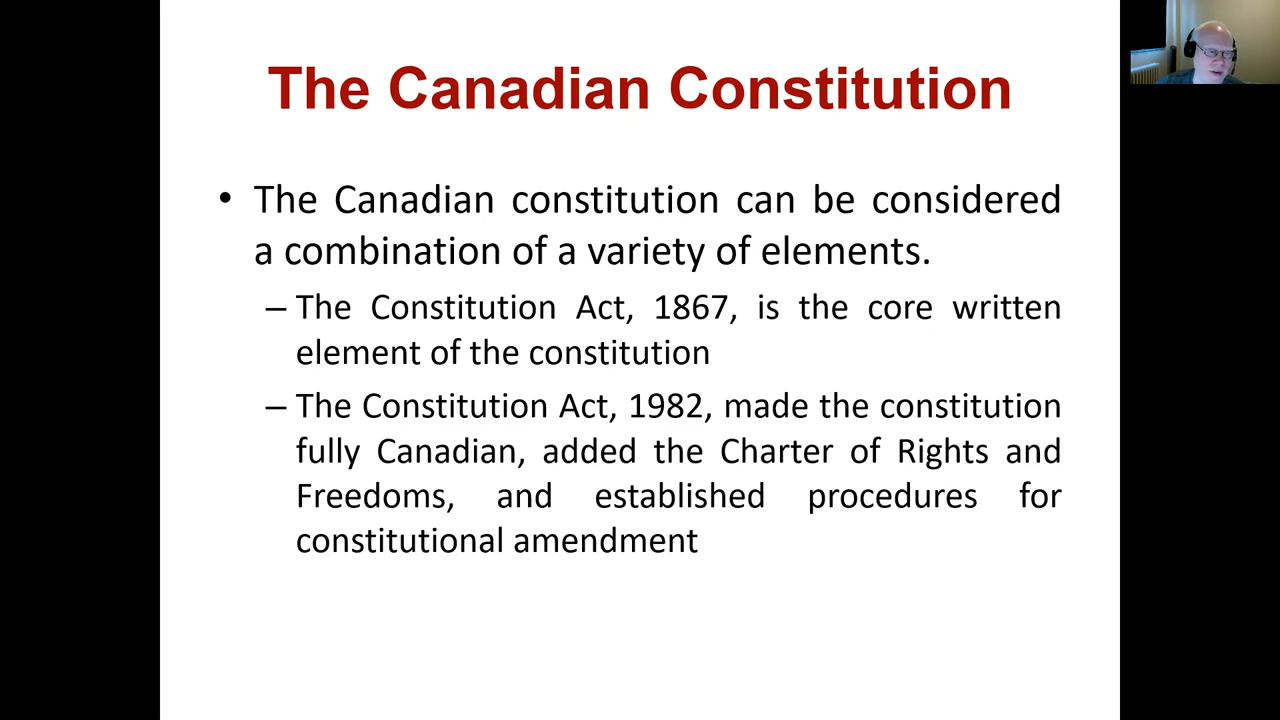 The Canadian Constitution
• The Canadian constitution can be considered
a combination of a variety of elements.
– The Constitution Act, 1867, is the core written
element of the constitution
– The Constitution Act, 1982, made the constitution
fully Canadian, added the Charter of Rights and
Freedoms, and established procedures for
constitutional amendment